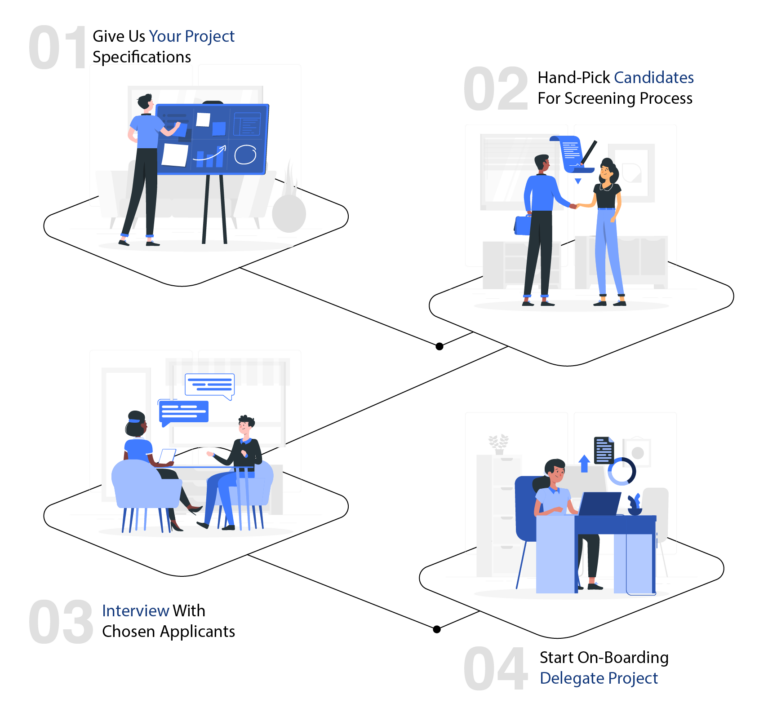 01
Give Us Your Project
Specifications
02
Hand-Pick Candidates
For Screening Process
03
Interview With
Chosen Applicants
04
Start On-Boarding
Delegate Project